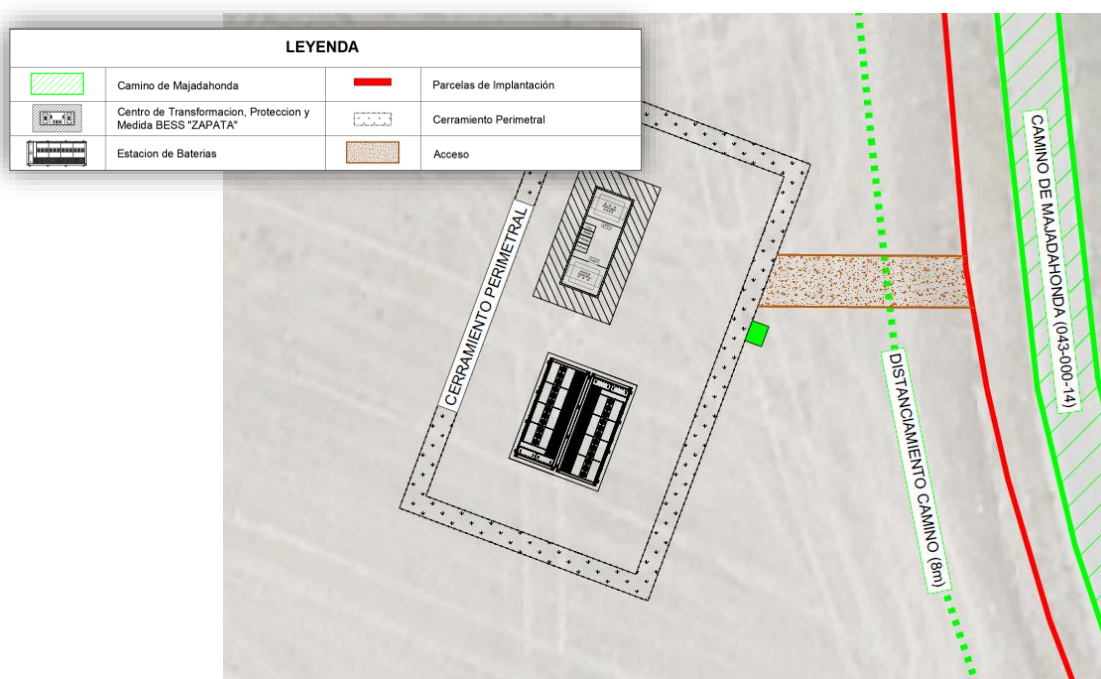 LEYENDA
Camino de Majadahonda
Parcelas de Implantación
Centro de Transformacion, Proteccion y
Medida BESS "ZAPATA"
Cerramiento Perimetral
Estacion de Baterias
Acceso
CERRAMIENTO PERIMETRAL
DISTANCIAMIENTO CAMINO (8m)
CAMINO DE MAJADAHONDA (043-000-14)